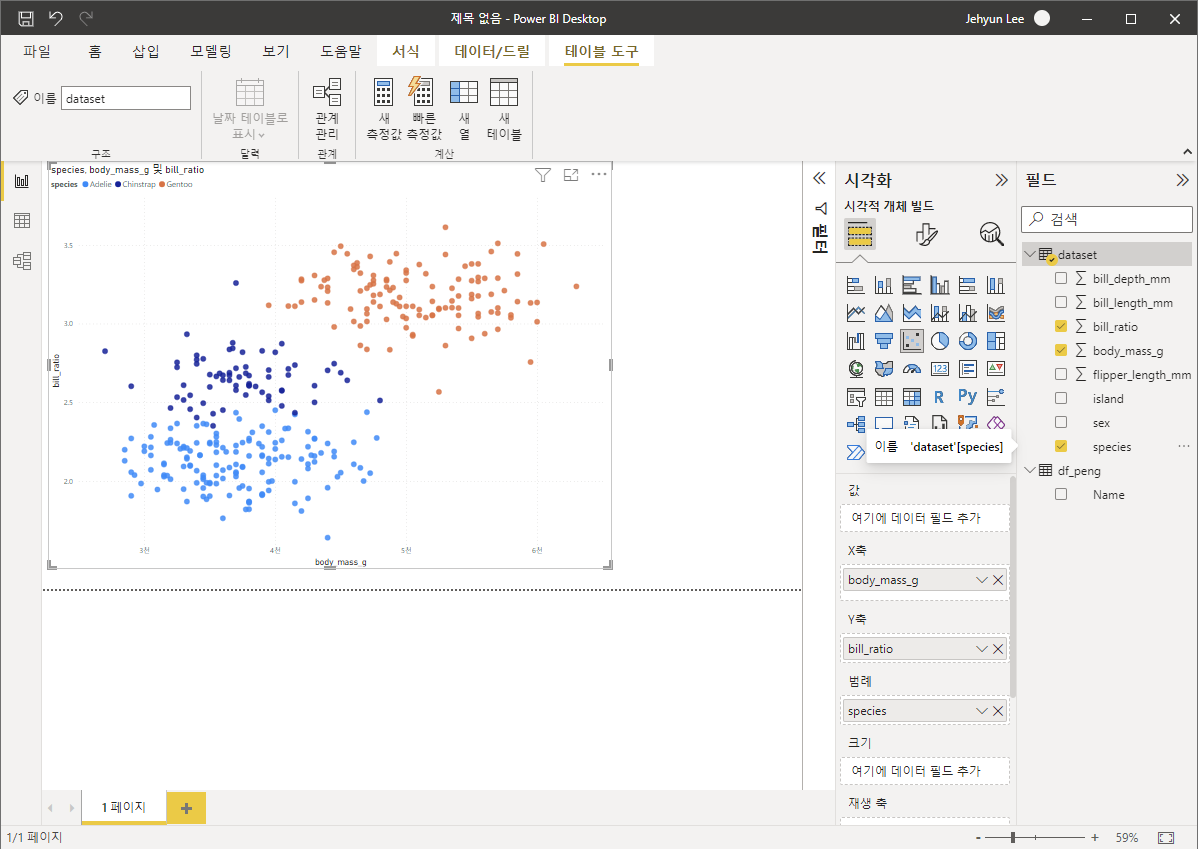 제목 없음 - Power BI Desktop
Jehyun Lee
파일 홈 삽입 모델링 보기 도움말 서식 데이터/드릴 테이블 도구
이름 dataset
날짜 테이블로
표시
관계
관리
새
측정값
빠른
측정값
새
열
새
테이블
구조 달력 관계 계산
species, body_mass_g 및 bill_ratio
species Adelie Chinstrap Gentoo
3.5
3.0
2.5
2.0
bill_ratio
3천 4천 5천 6천
body_mass_g
필터
시각화
시각적 개체 빌드
123
R Py
이름 'dataset'[species]
값
여기에 데이터 필드 추가
X축
body_mass_g
Y축
bill_ratio
범례
species
크기
여기에 데이터 필드 추가
재생 축
필드
검색
dataset
bill_depth_mm
bill_length_mm
bill_ratio
body_mass_g
flipper_length_mm
island
sex
species
df_peng
Name
1 페이지
1/1 페이지
- + 59%